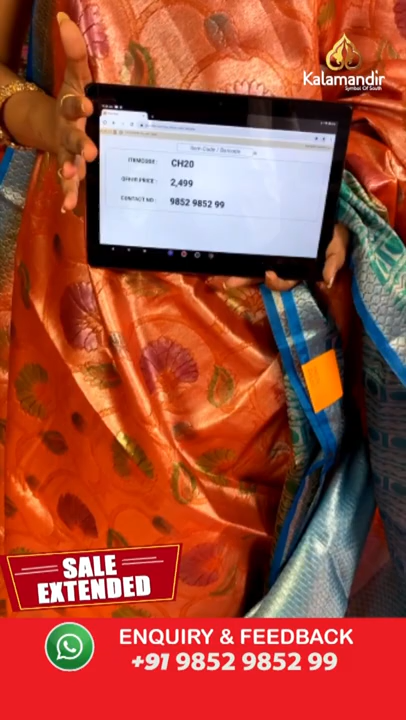 Kalamandir
Symbol Of South
ITEMCODE : CH20
OFFER PRICE : 2,499
CONTACT NO : 9852 9852 99
SALE
EXTENDED
ENQUIRY & FEEDBACK
+91 9852 9852 99